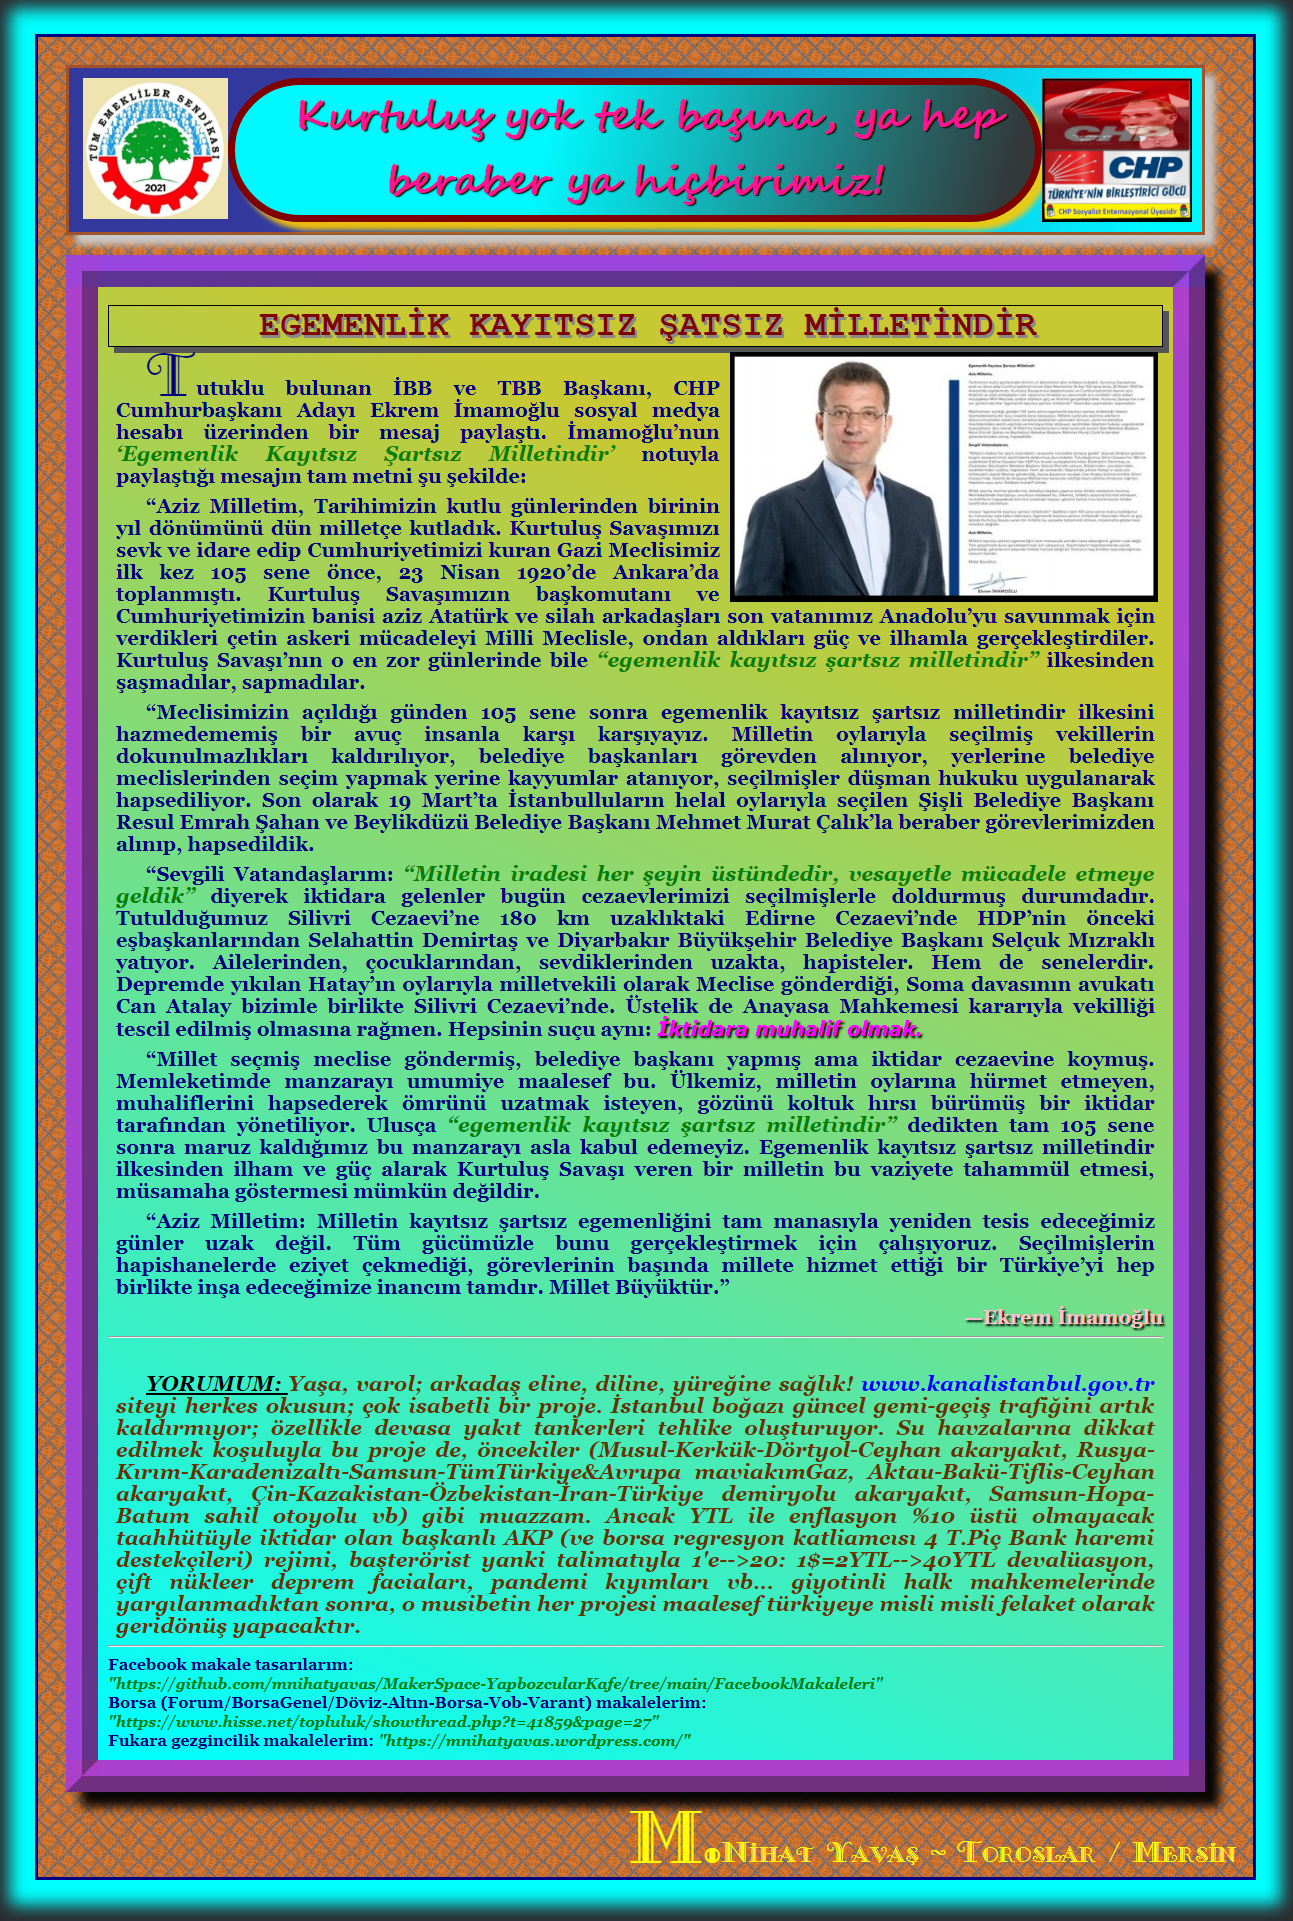 TÜM EMEKLİLER SENDİKASI
2021
Kurtuluş yok tek başına, ya hep
beraber ya hiçbirimiz!
CHP
CHP
TÜRKİYE'NİN BİRLEŞTİRİCİ GÜCÜ
CHP Sosyalist Enternasyonal Üyesidir
EGEMENLİK KAYITSIZ ŞATSIZ MİLLETİNDİR
Tutuklu bulunan İBB ve TBB Başkanı, CHP
Cumhurbaşkanı Adayı Ekrem İmamoğlu sosyal medya
hesabı üzerinden bir mesaj paylaştı. İmamoğlu’nun
‘Egemenlik Kayıtsız Şartsız Milletindir’ notuyla
paylaştığı mesajın tam metni şu şekilde:
“Aziz Milletim, Tarihimizin kutlu günlerinden birinin
yıl dönümünü dün milletçe kutladık. Kurtuluş Savaşımızı
sevk ve idare edip Cumhuriyetimizi kuran Gazi Meclisimiz
ilk kez 105 sene önce, 23 Nisan 1920’de Ankara’da
toplanmıştı. Kurtuluş Savaşımızın başkomutanı ve
Cumhuriyetimizin banisi aziz Atatürk ve silah arkadaşları son vatanımız Anadolu’yu savunmak için
verdikleri çetin askeri mücadeleyi Milli Meclisle, ondan aldıkları güç ve ilhamla gerçekleştirdiler.
Kurtuluş Savaşı’nın o en zor günlerinde bile “egemenlik kayıtsız şartsız milletindir” ilkesinden
şaşmadılar, sapmadılar.
“Meclisimizin açıldığı günden 105 sene sonra egemenlik kayıtsız şartsız milletindir ilkesini
hazmedememiş bir avuç insanla karşı karşıyayız. Milletin oylarıyla seçilmiş vekillerin
dokunulmazlıkları kaldırılıyor, belediye başkanları görevden alınıyor, yerlerine belediye
meclislerinden seçim yapmak yerine kayyumlar atanıyor, seçilmişler düşman hukuku uygulanarak
hapsediliyor. Son olarak 19 Mart’ta İstanbulluların helal oylarıyla seçilen Şişli Belediye Başkanı
Resul Emrah Şahan ve Beylikdüzü Belediye Başkanı Mehmet Murat Çalık’la beraber görevlerimizden
alınıp, hapsedildik.
“Sevgili Vatandaşlarım: “Milletin iradesi her şeyin üstündedir, vesayetle mücadele etmeye
geldik” diyerek iktidara gelenler bugün cezaevlerimizi seçilmişlerle doldurmuş durumdadır.
Tutulduğumuz Silivri Cezaevi’ne 180 km uzaklıktaki Edirne Cezaevi’nde HDP’nin önceki
eşbaşkanlarından Selahattin Demirtaş ve Diyarbakır Büyükşehir Belediye Başkanı Selçuk Mızraklı
yatıyor. Ailelerinden, çocuklarından, sevdiklerinden uzakta, hapisteler. Hem de senelerdir.
Depremde yıkılan Hatay’ın oylarıyla milletvekili olarak Meclise gönderdiği, Soma davasının avukatı
Can Atalay bizimle birlikte Silivri Cezaevi’nde. Üstelik de Anayasa Mahkemesi kararıyla vekilliği
tescil edilmiş olmasına rağmen. Hepsinin suçu aynı: İktidara muhalif olmak.
“Millet seçmiş meclise göndermiş, belediye başkanı yapmış ama iktidar cezaevine koymuş.
Memleketimde manzarayı umumiye maalesef bu. Ülkemiz, milletin oylarına hürmet etmeyen,
muhaliflerini hapsederek ömrünü uzatmak isteyen, gözünü koltuk hırsı bürümüş bir iktidar
tarafından yönetiliyor. Ulusça “egemenlik kayıtsız şartsız milletindir” dedikten tam 105 sene
sonra maruz kaldığımız bu manzarayı asla kabul edemeyiz. Egemenlik kayıtsız şartsız milletindir
ilkesinden ilham ve güç alarak Kurtuluş Savaşı veren bir milletin bu vaziyete tahammül etmesi,
müsamaha göstermesi mümkün değildir.
“Aziz Milletim: Milletin kayıtsız şartsız egemenliğini tam manasıyla yeniden tesis edeceğimiz
günler uzak değil. Tüm gücümüzle bunu gerçekleştirmek için çalışıyoruz. Seçilmişlerin
hapishanelerde eziyet çekmediği, görevlerinin başında millete hizmet ettiği bir Türkiye’yi hep
birlikte inşa edeceğimize inancım tamdır. Millet Büyüktür.”
—Ekrem İmamoğlu
YORUMUM: Yaşa, varol; arkadaş eline, diline, yüreğine sağlık! www.kanalistanbul.gov.tr
siteyi herkes okusun; çok isabetli bir proje. İstanbul boğazı güncel gemi-geçiş trafiğini artık
kaldırmıyor; özellikle devasa yakıt tankerleri tehlike oluşturuyor. Su havzalarına dikkat
edilmek koşuluyla bu proje de, öncekiler (Musul-Kerkük-Dörtyol-Ceyhan akaryakıt, Rusya-
Kırım-Karadenizaltı-Samsun-TümTürkiye&Avrupa maviakımGaz, Aktau-Bakü-Tiflis-Ceyhan
akaryakıt, Çin-Kazakistan-Özbekistan-İran-Türkiye demiryolu akaryakıt, Samsun-Hopa-
Batum sahil otoyolu vb) gibi muazzam. Ancak YTL ile enflasyon %10 üstü olmayacak
taahhütüyle iktidar olan başkanlı AKP (ve borsa regresyon katliamcısı 4 T.Piç Bank haremi
destekçileri) rejimi, başterörist yanki talimatıyla 1'e-->20: 1$=2YTL-->40YTL devalüasyon,
çift nükleer deprem faciaları, pandemi kıyımları vb... giyotinli halk mahkemelerinde
yargılanmadıktan sonra, o musibetin her projesi maalesef türkiyeye misli misli felaket olarak
geridönüş yapacaktır.
Facebook makale tasarılarım:
"https://github.com/mnihatyavas/MakerSpace-YapbozcularKafe/tree/main/FacebookMakaleleri"
Borsa (Forum/BorsaGenel/Döviz-Altın-Borsa-Vob-Varant) makalelerim:
"https://www.hisse.net/topluluk/showthread.php?t=41859&page=27"
Fukara gezgincilik makalelerim: "https://mnihatyavas.wordpress.com/"
M.Nihat Yavaş ~ Toroslar / Mersin